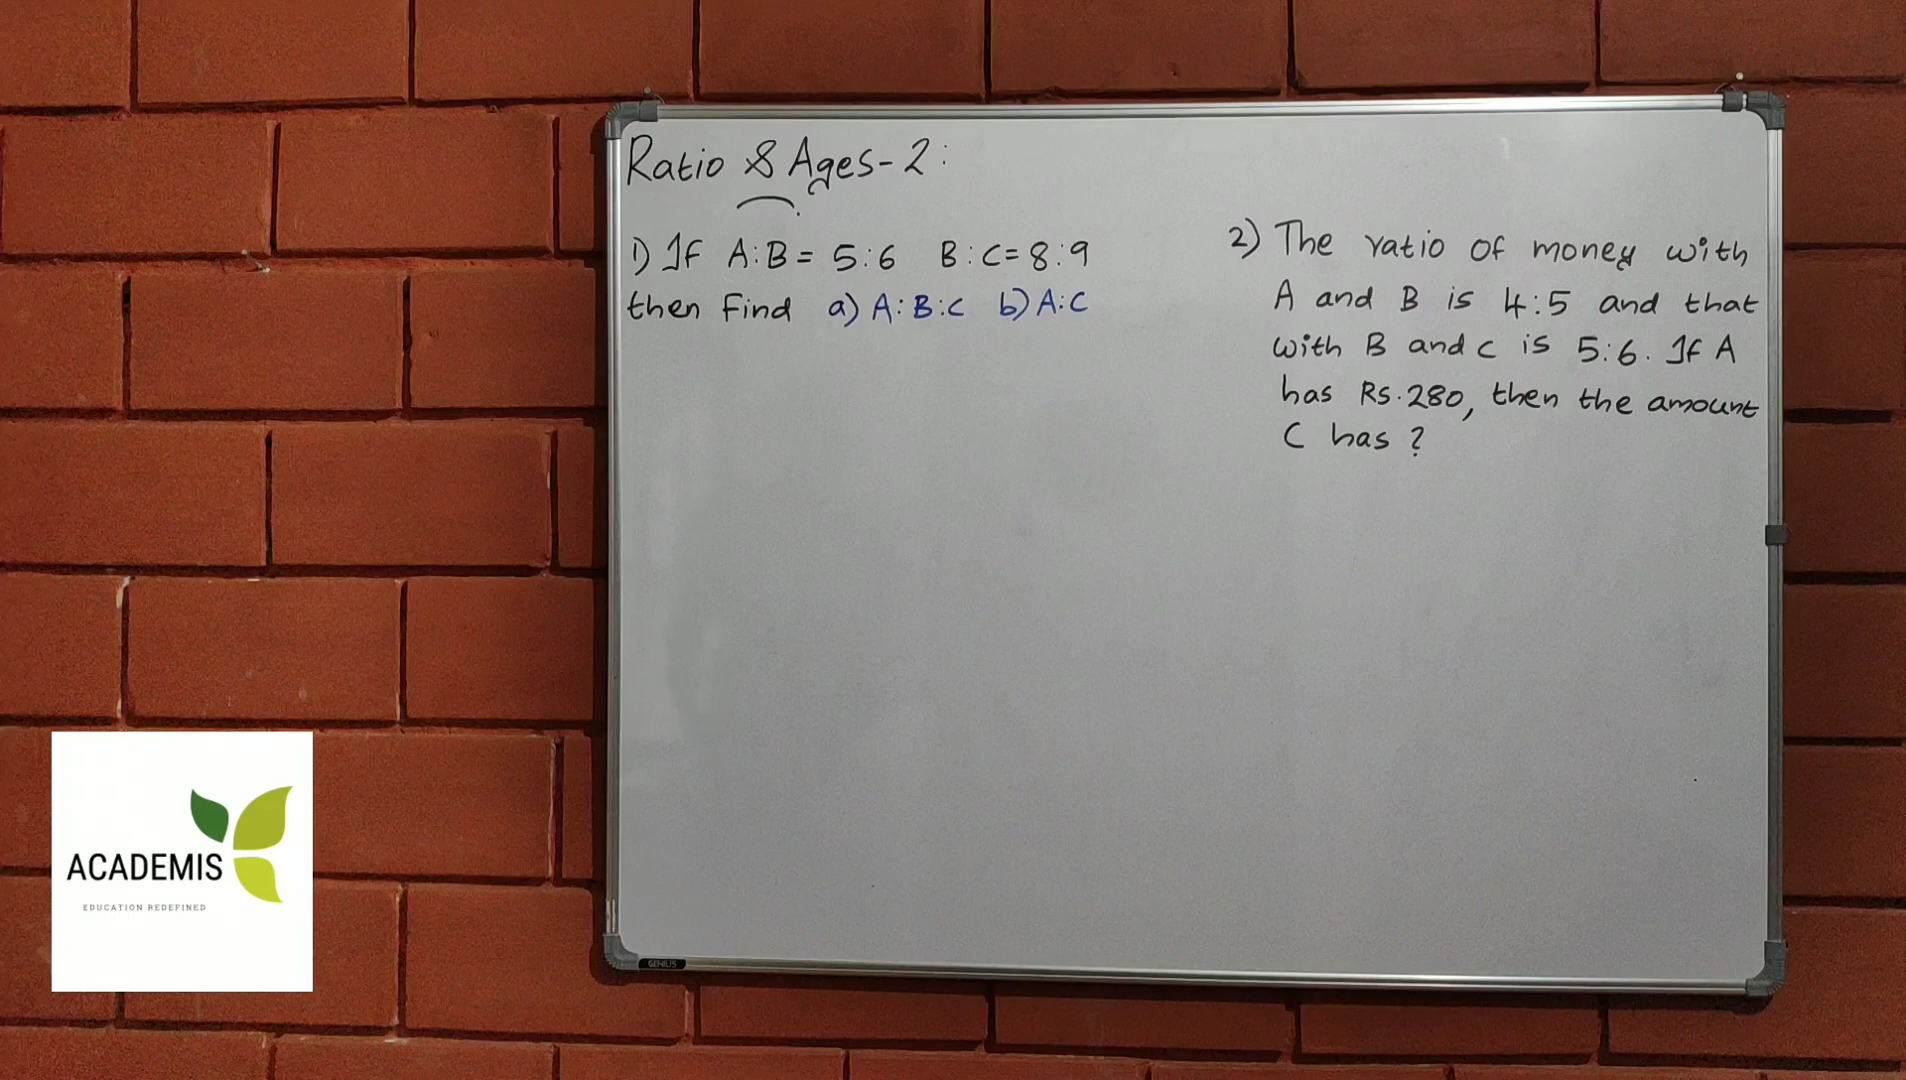 Ratio & Ages-2:
1) If A:B = 5:6 B:C=8:9
then Find a) A:B:C b) A:C
2) The ratio of money with
A and B is 4:5 and that
with B and C is 5:6. If A
has Rs.280, then the amount
C has ?
ACADEMIS
EDUCATION REDEFINED
GENIUS